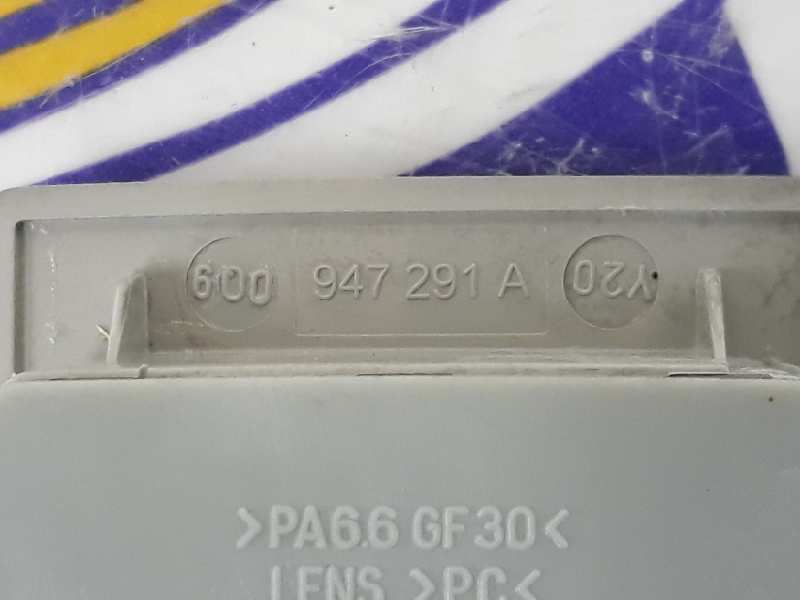 6Q0 947 291 A Y20
>PA6.6 GF30<
LENS >PC<